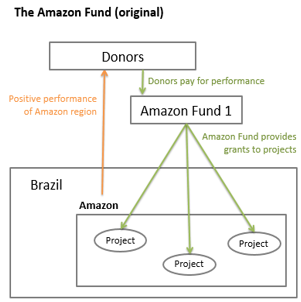 The Amazon Fund (original)
Donors
Donors pay for performance
Positive performance
of Amazon region
Amazon Fund 1
Amazon Fund provides
grants to projects
Brazil
Amazon
Project
Project
Project